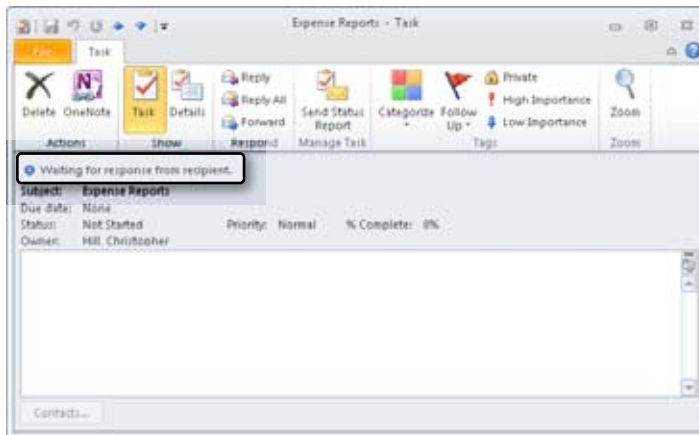 Expense Reports - Task
File Task
Delete OneNote Task Details Reply Reply All Forward Send Status Report Categorize Follow Up Private High Importance Low Importance Zoom
Actions Show Respond Manage Task Tags Zoom
Waiting for response from recipient.
Subject: Expense Reports
Due date: None
Status: Not Started Priority: Normal % Complete: 0%
Owner: Hill, Christopher
Contacts...